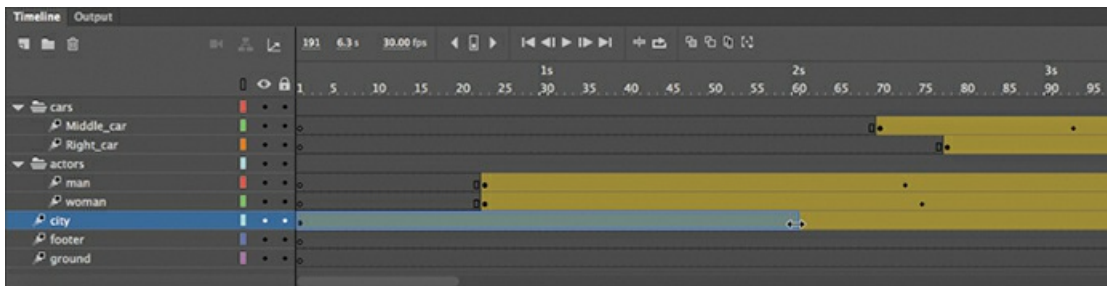 Timeline Output
191 6.3 s 30.00 fps
1s 2s 3s
1 5 10 15 20 25 30 35 40 45 50 55 60 65 70 75 80 85 90 95
cars
Middle_car
Right_car
actors
man
woman
city
footer
ground